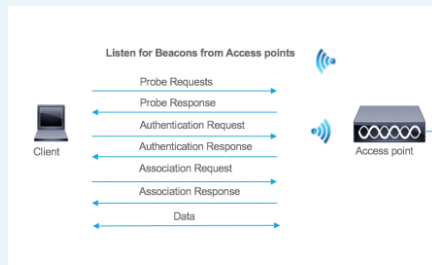 Listen for Beacons from Access points
Probe Requests
Probe Response
Authentication Request
Client
Authentication Response
Access point
Association Request
Association Response
Data